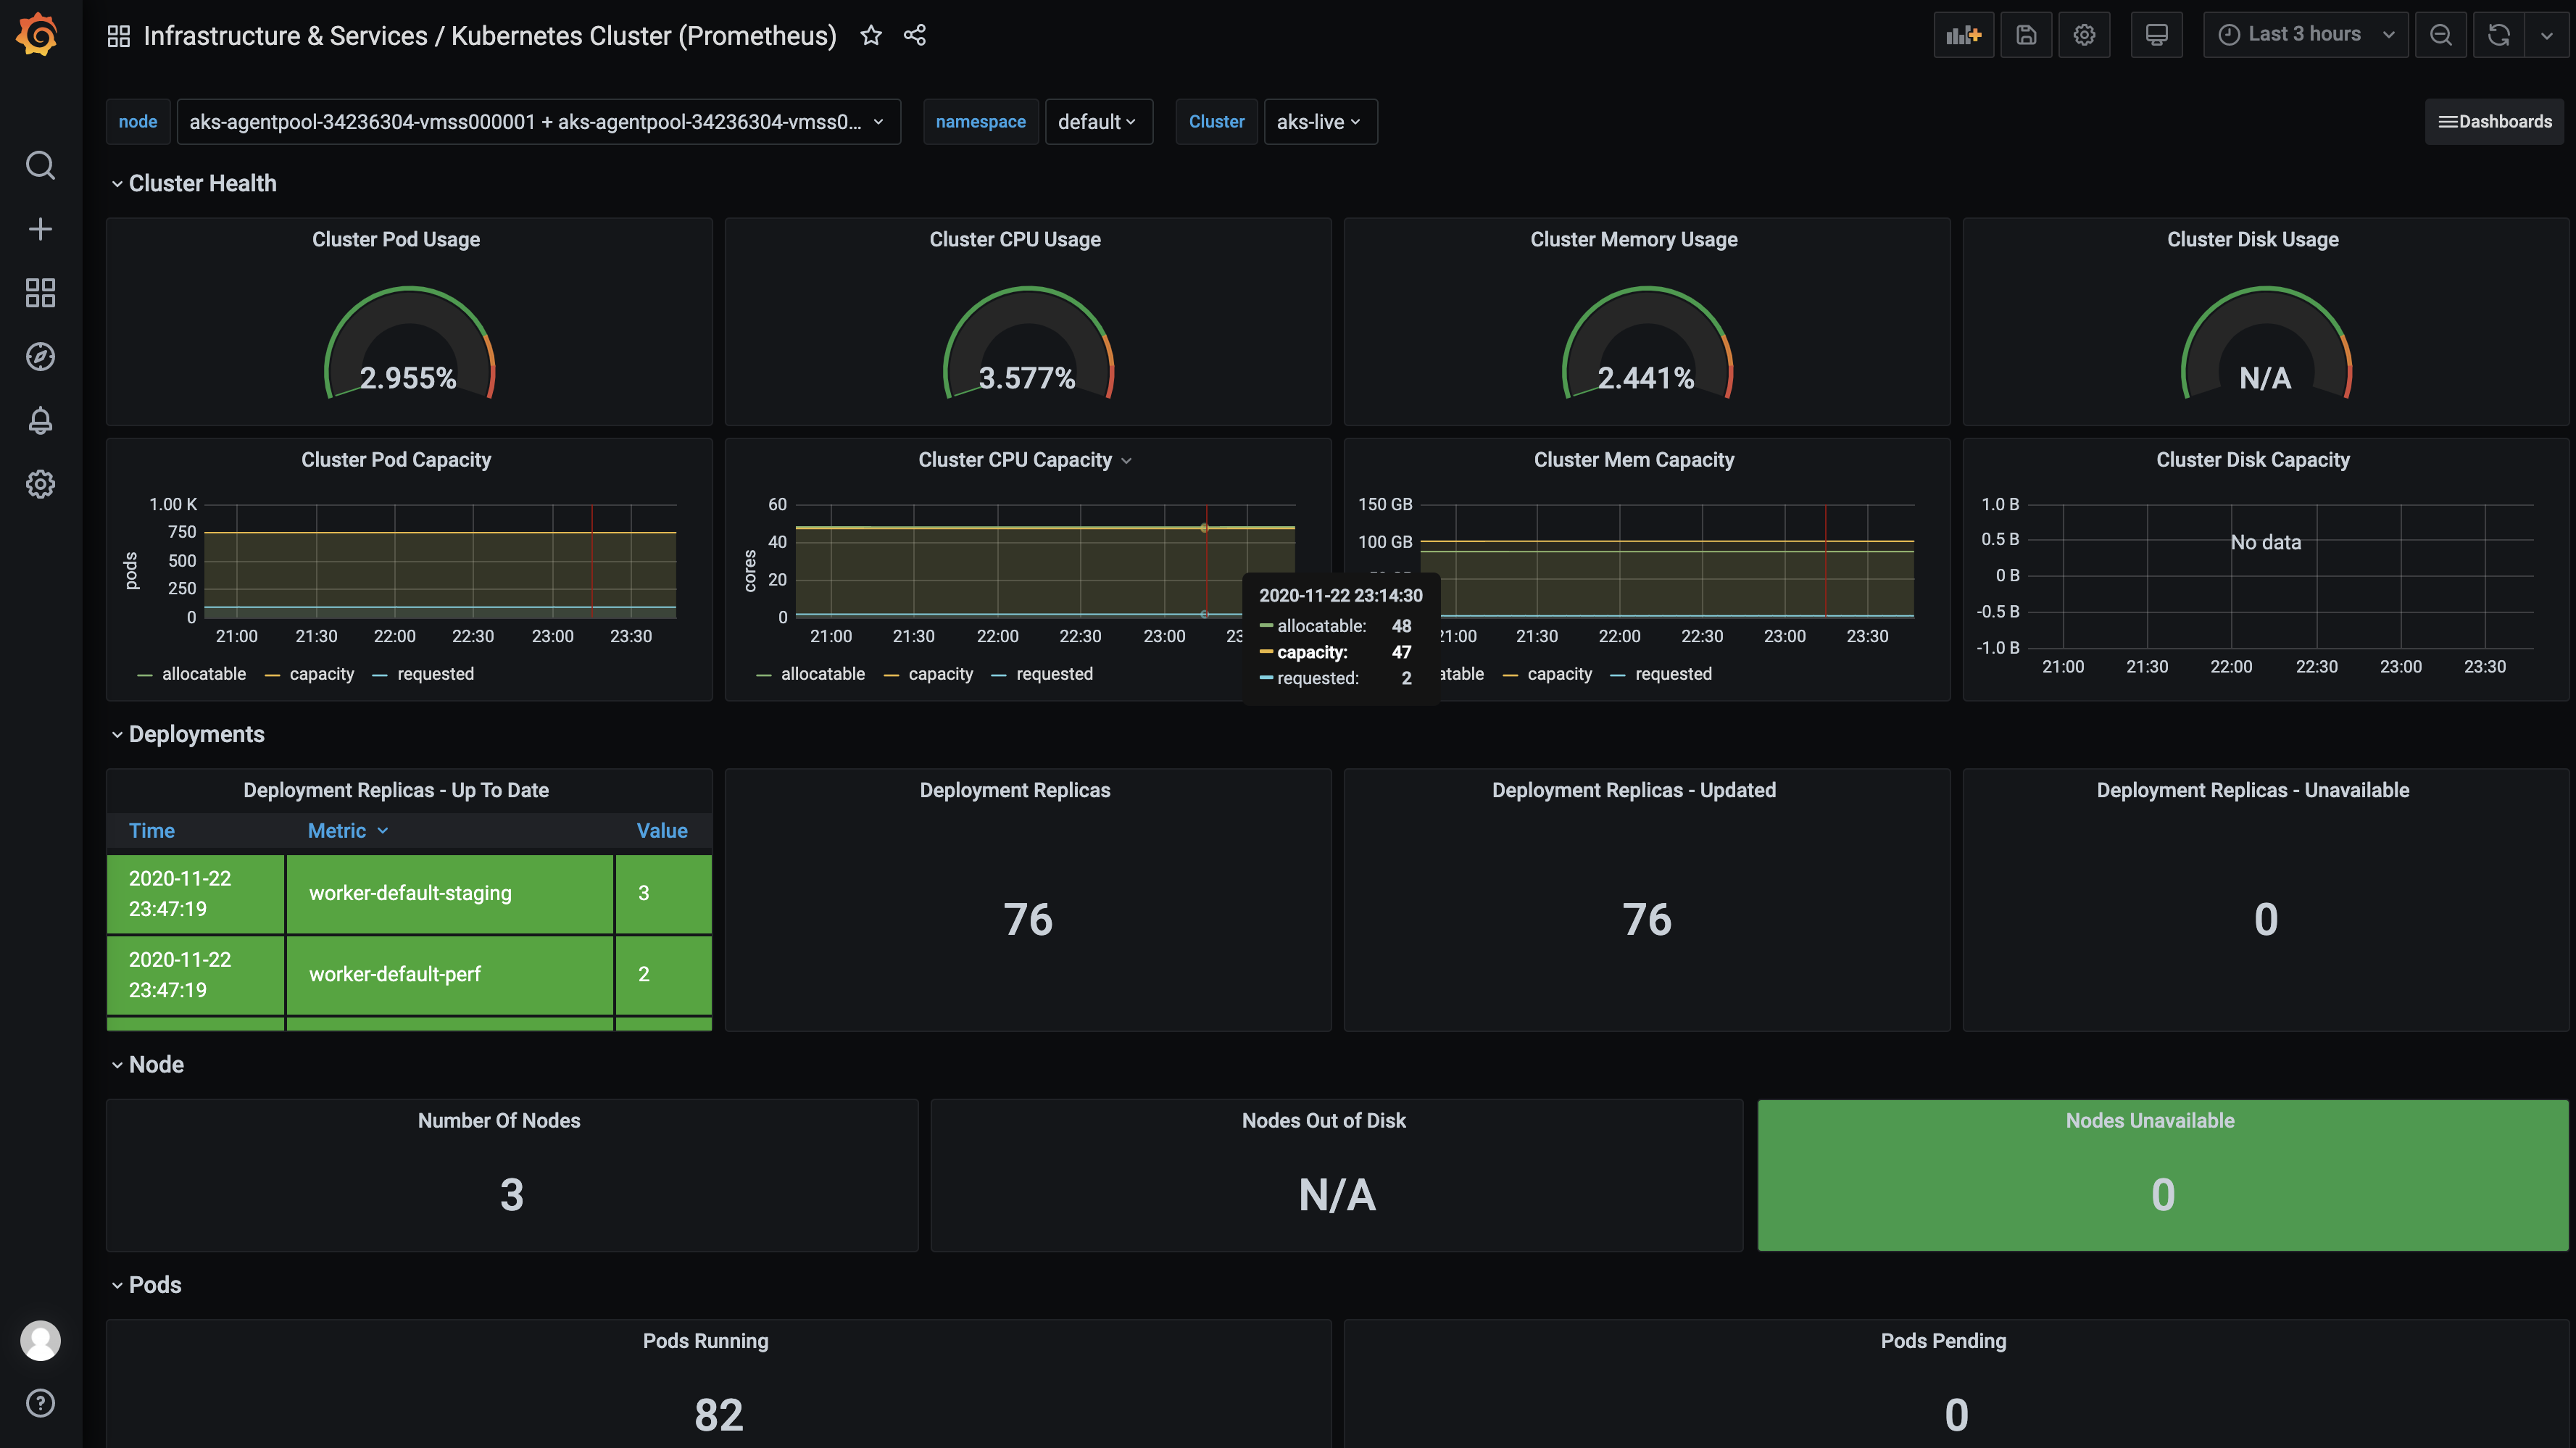 Infrastructure & Services / Kubernetes Cluster (Prometheus)
Last 3 hours
node
aks-agentpool-34236304-vmss000001 + aks-agentpool-34236304-vmss0...
namespace
default
Cluster
aks-live
Dashboards
Cluster Health
Cluster Pod Usage
2.955%
Cluster CPU Usage
3.577%
Cluster Memory Usage
2.441%
Cluster Disk Usage
N/A
Cluster Pod Capacity
pods
1.00 K
750
500
250
0
21:00 21:30 22:00 22:30 23:00 23:30
allocatable capacity requested
Cluster CPU Capacity
cores
60
40
20
0
21:00 21:30 22:00 22:30 23:00 23
allocatable capacity requested
2020-11-22 23:14:30
allocatable: 48
capacity: 47
requested: 2
Cluster Mem Capacity
150 GB
100 GB
21:00 21:30 22:00 22:30 23:00 23:30
atable capacity requested
Cluster Disk Capacity
1.0 B
0.5 B
0 B
-0.5 B
-1.0 B
No data
21:00 21:30 22:00 22:30 23:00 23:30
Deployments
Deployment Replicas - Up To Date
Time Metric Value
2020-11-22 23:47:19 worker-default-staging 3
2020-11-22 23:47:19 worker-default-perf 2
Deployment Replicas
76
Deployment Replicas - Updated
76
Deployment Replicas - Unavailable
0
Node
Number Of Nodes
3
Nodes Out of Disk
N/A
Nodes Unavailable
0
Pods
Pods Running
82
Pods Pending
0